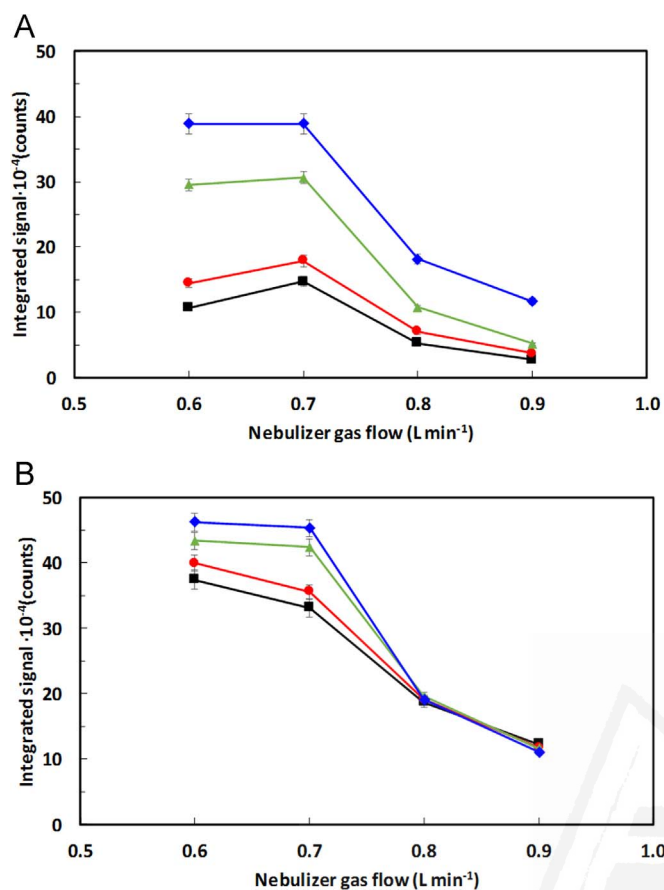 A
50
40
30
20
10
0
Integrated signal·10⁻⁴(counts)
0.5 0.6 0.7 0.8 0.9 1.0
Nebulizer gas flow (L min⁻¹)
B
50
40
30
20
10
0
Integrated signal ·10⁻⁴(counts)
0.5 0.6 0.7 0.8 0.9 1.0
Nebulizer gas flow (L min⁻¹)